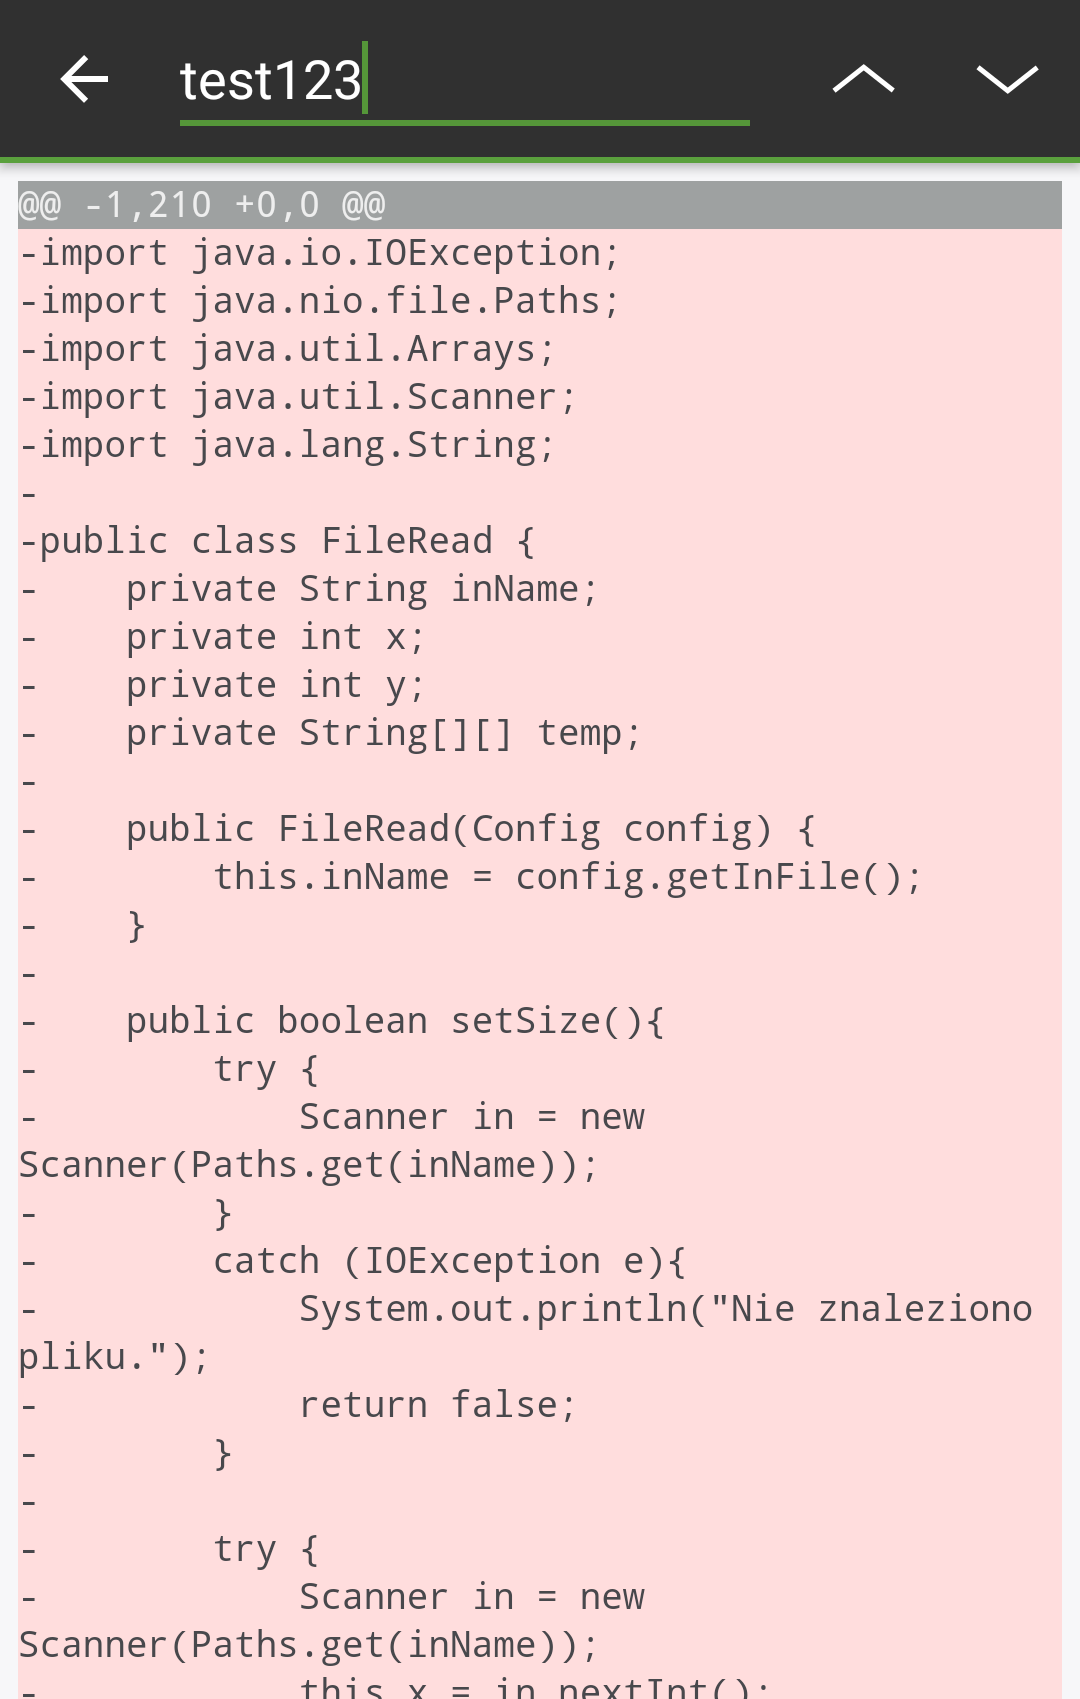 test123
@@ -1,210 +0,0 @@
-import java.io.IOException;
-import java.nio.file.Paths;
-import java.util.Arrays;
-import java.util.Scanner;
-import java.lang.String;
-
-public class FileRead {
-    private String inName;
-    private int x;
-    private int y;
-    private String[][] temp;
-
-    public FileRead(Config config) {
-        this.inName = config.getInFile();
-    }
-
-    public boolean setSize(){
-        try {
-            Scanner in = new
Scanner(Paths.get(inName));
-        }
-        catch (IOException e){
-            System.out.println("Nie znaleziono
pliku.");
-            return false;
-        }
-
-        try {
-            Scanner in = new
Scanner(Paths.get(inName));
-            this.x = in.nextInt();